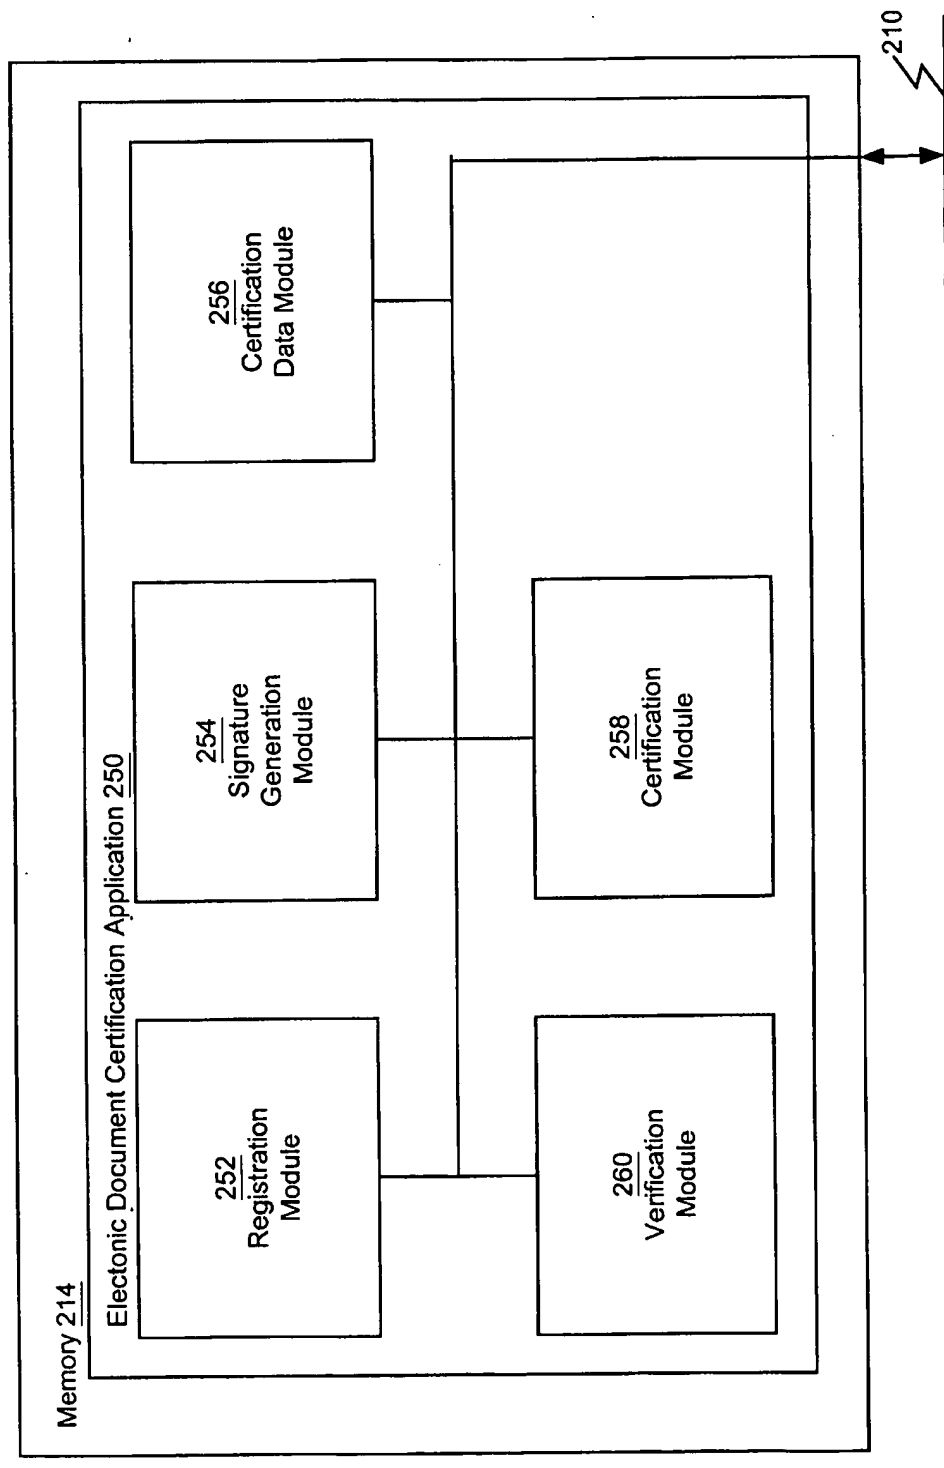 Memory 214
Electonic Document Certification Application 250
252
Registration
Module
254
Signature
Generation
Module
256
Certification
Data Module
260
Verification
Module
258
Certification
Module
210